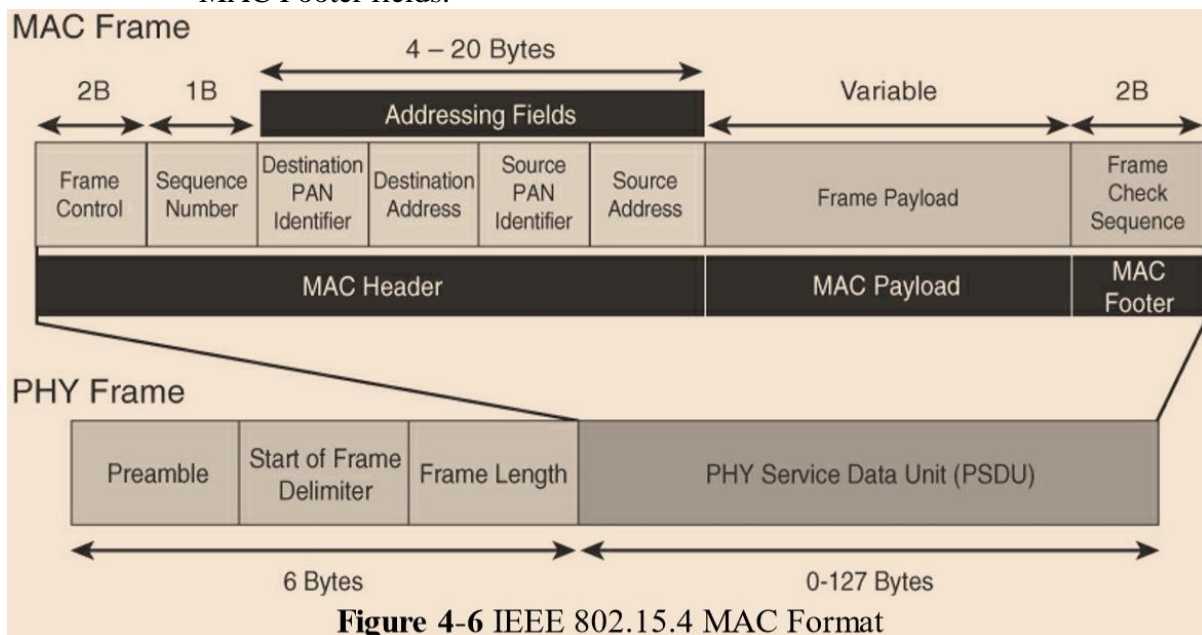 MAC Footer fields.
MAC Frame
4 – 20 Bytes
2B
1B
Addressing Fields
Variable
2B
Frame
Control
Sequence
Number
Destination
PAN
Identifier
Destination
Address
Source
PAN
Identifier
Source
Address
Frame Payload
Frame
Check
Sequence
MAC Header
MAC Payload
MAC
Footer
PHY Frame
Preamble
Start of Frame
Delimiter
Frame Length
PHY Service Data Unit (PSDU)
6 Bytes
0-127 Bytes
Figure 4-6 IEEE 802.15.4 MAC Format